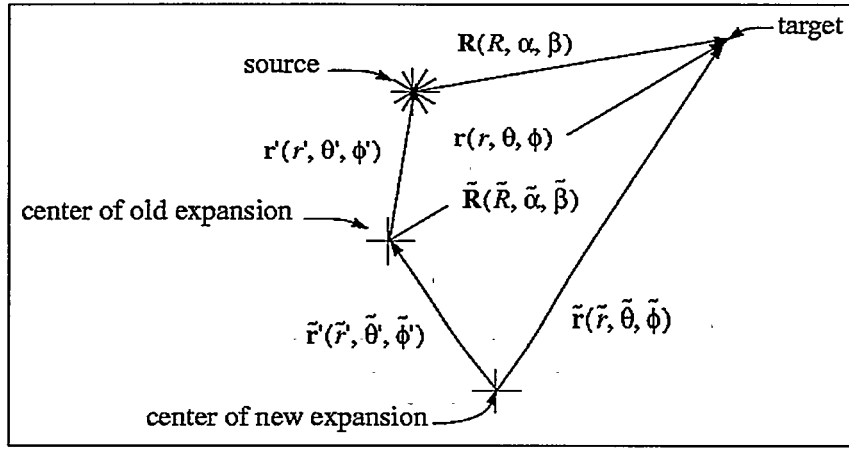 target
R(R, α, β)
source
r'(r', θ', ϕ')
r(r, θ, ϕ)
R̃(R̃, α̃, β̃)
center of old expansion
r̃'(r̃', θ̃', ϕ̃')
r̃(r̃, θ̃, ϕ̃)
center of new expansion